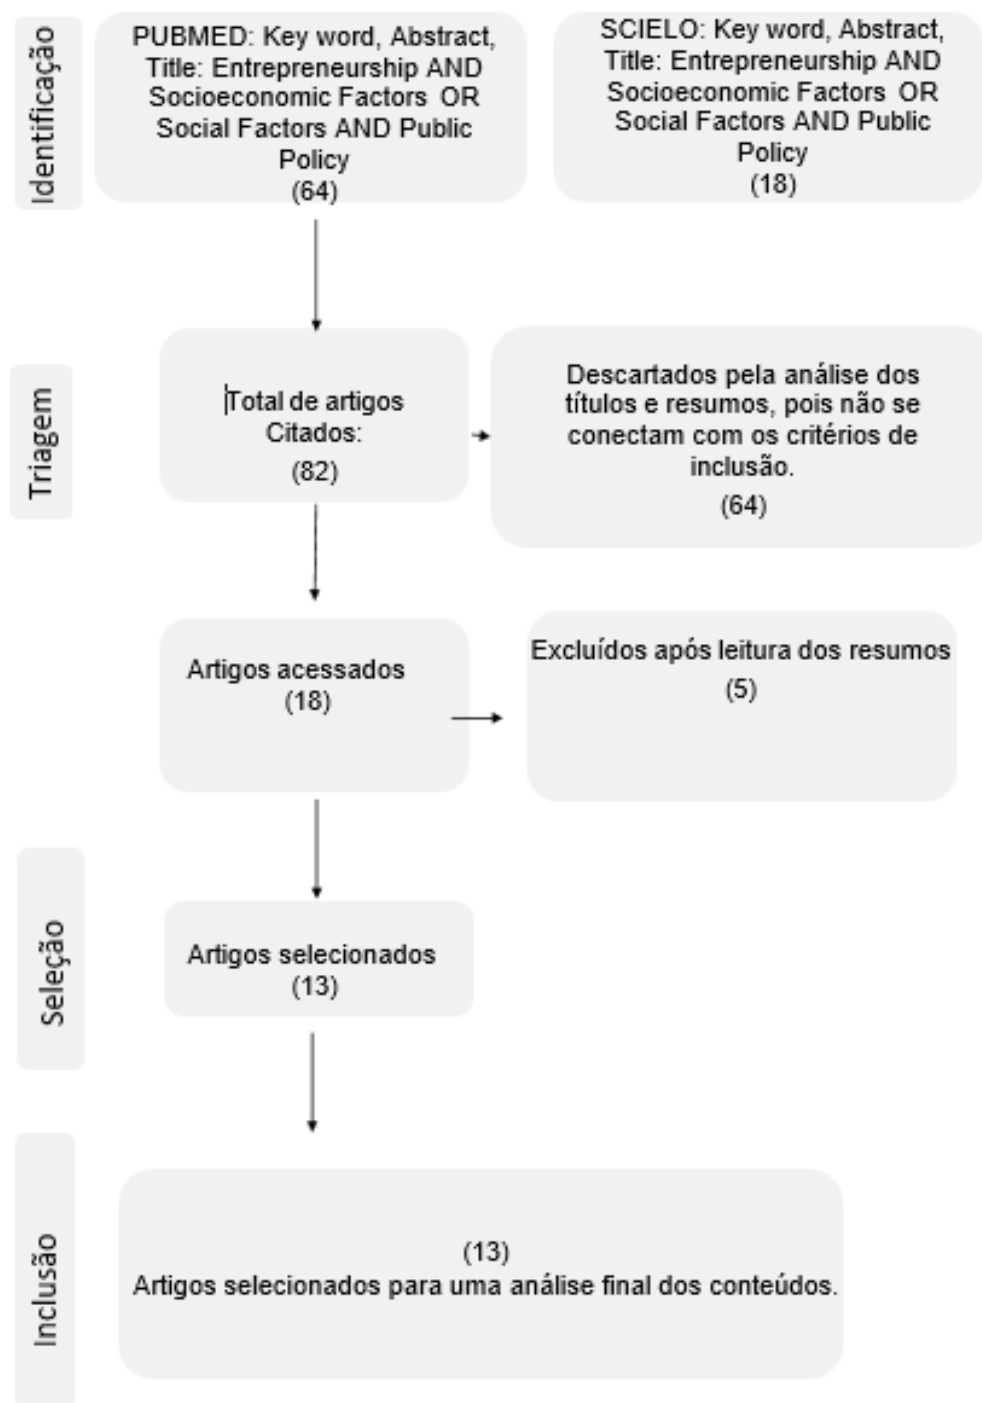 Identificação
PUBMED: Key word, Abstract,
Title: Entrepreneurship AND
Socioeconomic Factors OR
Social Factors AND Public
Policy
(64)
SCIELO: Key word, Abstract,
Title: Entrepreneurship AND
Socioeconomic Factors OR
Social Factors AND Public
Policy
(18)
Triagem
Total de artigos
Citados:
(82)
Descartados pela análise dos
títulos e resumos, pois não se
conectam com os critérios de
inclusão.
(64)
Artigos acessados
(18)
Excluídos após leitura dos resumos
(5)
Seleção
Artigos selecionados
(13)
Inclusão
(13)
Artigos selecionados para uma análise final dos conteúdos.